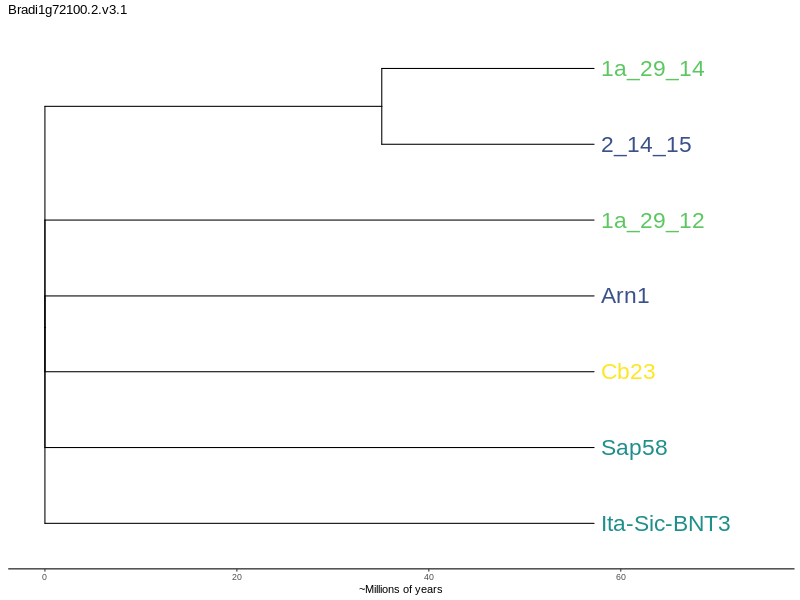 Bradi1g72100.2.v3.1
1a_29_14
2_14_15
1a_29_12
Arn1
Cb23
Sap58
Ita-Sic-BNT3
0 20 40 60
~Millions of years